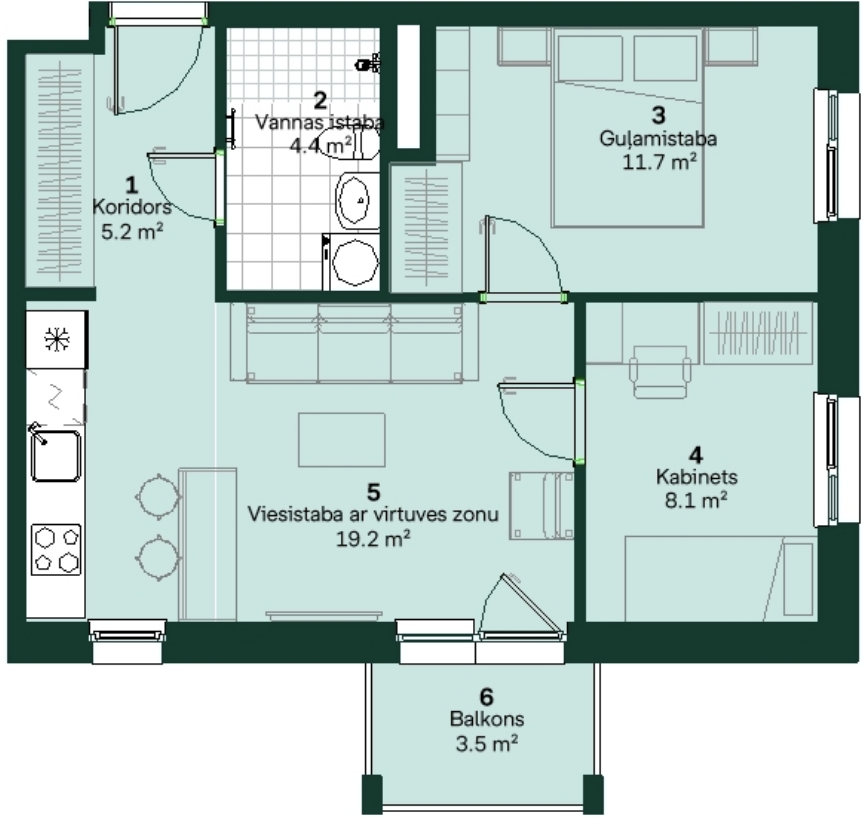 1
Koridors
5.2 m²
2
Vannas istaba
4.4 m²
3
Guļamistaba
11.7 m²
4
Kabinets
8.1 m²
5
Viesistaba ar virtuves zonu
19.2 m²
6
Balkons
3.5 m²